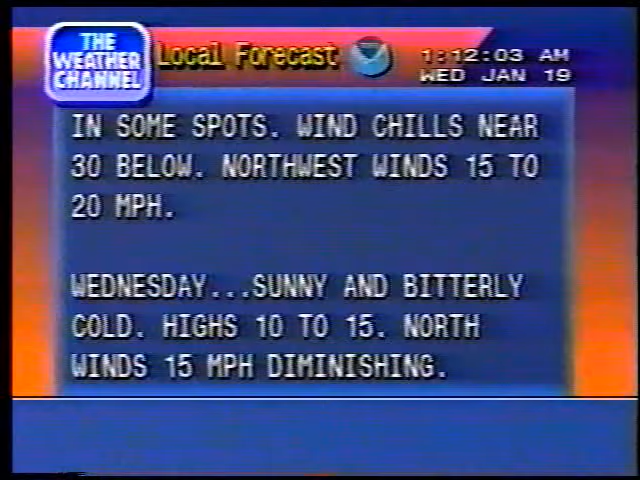 THE
WEATHER
CHANNEL
Local Forecast
1:12:03 AM
WED JAN 19
IN SOME SPOTS. WIND CHILLS NEAR
30 BELOW. NORTHWEST WINDS 15 TO
20 MPH.
WEDNESDAY...SUNNY AND BITTERLY
COLD. HIGHS 10 TO 15. NORTH
WINDS 15 MPH DIMINISHING.